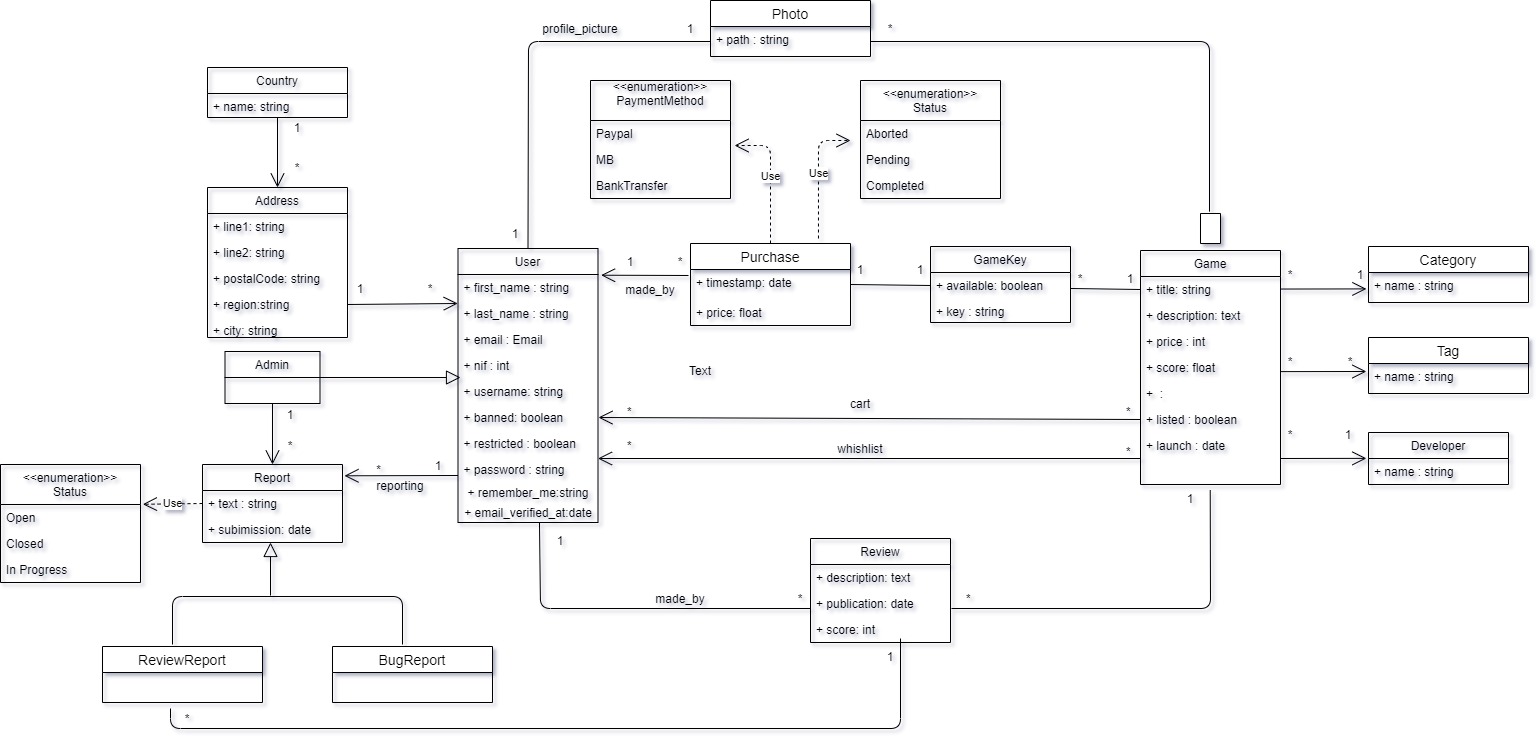 Photo
+ path : string
profile_picture
1
*
1
Country
+ name: string
1
*
<<enumeration>>
PaymentMethod
Paypal
MB
BankTransfer
<<enumeration>>
Status
Aborted
Pending
Completed
Use
Use
Address
+ line1: string
+ line2: string
+ postalCode: string
+ region:string
+ city: string
1
*
User
+ first_name : string
+ last_name : string
+ email : Email
+ nif : int
+ username: string
+ banned: boolean
+ restricted : boolean
+ password : string
+ remember_me:string
+ email_verified_at:date
1
*
made_by
Purchase
+ timestamp: date
+ price: float
1
1
GameKey
+ available: boolean
+ key : string
*
1
Game
+ title: string
+ description: text
+ price : int
+ score: float
+ :
+ listed : boolean
+ launch : date
*
1
Category
+ name : string
*
*
Tag
+ name : string
*
1
Developer
+ name : string
Text
*
cart
*
*
whishlist
*
Admin
1
*
*
1
reporting
Report
+ text : string
+ subimission: date
Use
<<enumeration>>
Status
Open
Closed
In Progress
1
made_by
*
Review
+ description: text
+ publication: date
+ score: int
*
1
1
ReviewReport
BugReport
*